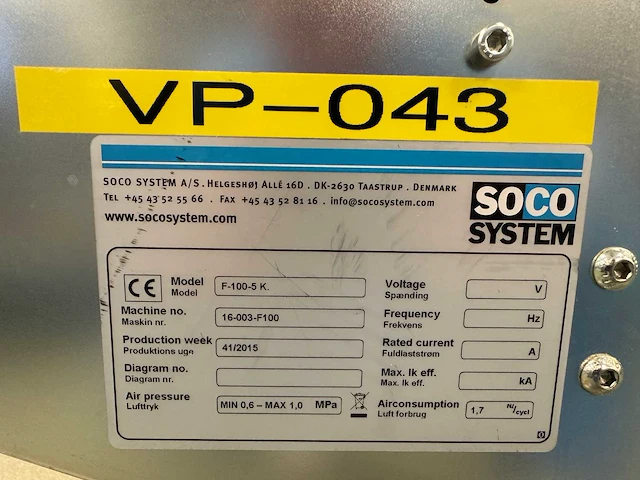 VP-043
SOCO SYSTEM A/S . HELGESHØJ ALLÉ 16D . DK-2630 TAASTRUP . DENMARK
TEL +45 43 52 55 66 . FAX +45 43 52 81 16 . info@socosystem.com
www.socosystem.com
SOCO
SYSTEM
CE
Model
Model
F-100-5 K.
Machine no.
Maskin nr.
16-003-F100
Production week
Produktions uge
41/2015
Diagram no.
Diagram nr.
Air pressure
Lufttryk
MIN 0,6 – MAX 1,0 MPa
Voltage
Spænding
V
Frequency
Frekvens
Hz
Rated current
Fuldlaststrøm
A
Max. Ik eff.
Max. Ik eff.
kA
Airconsumption
Luft forbrug
1,7 Nl/cycl